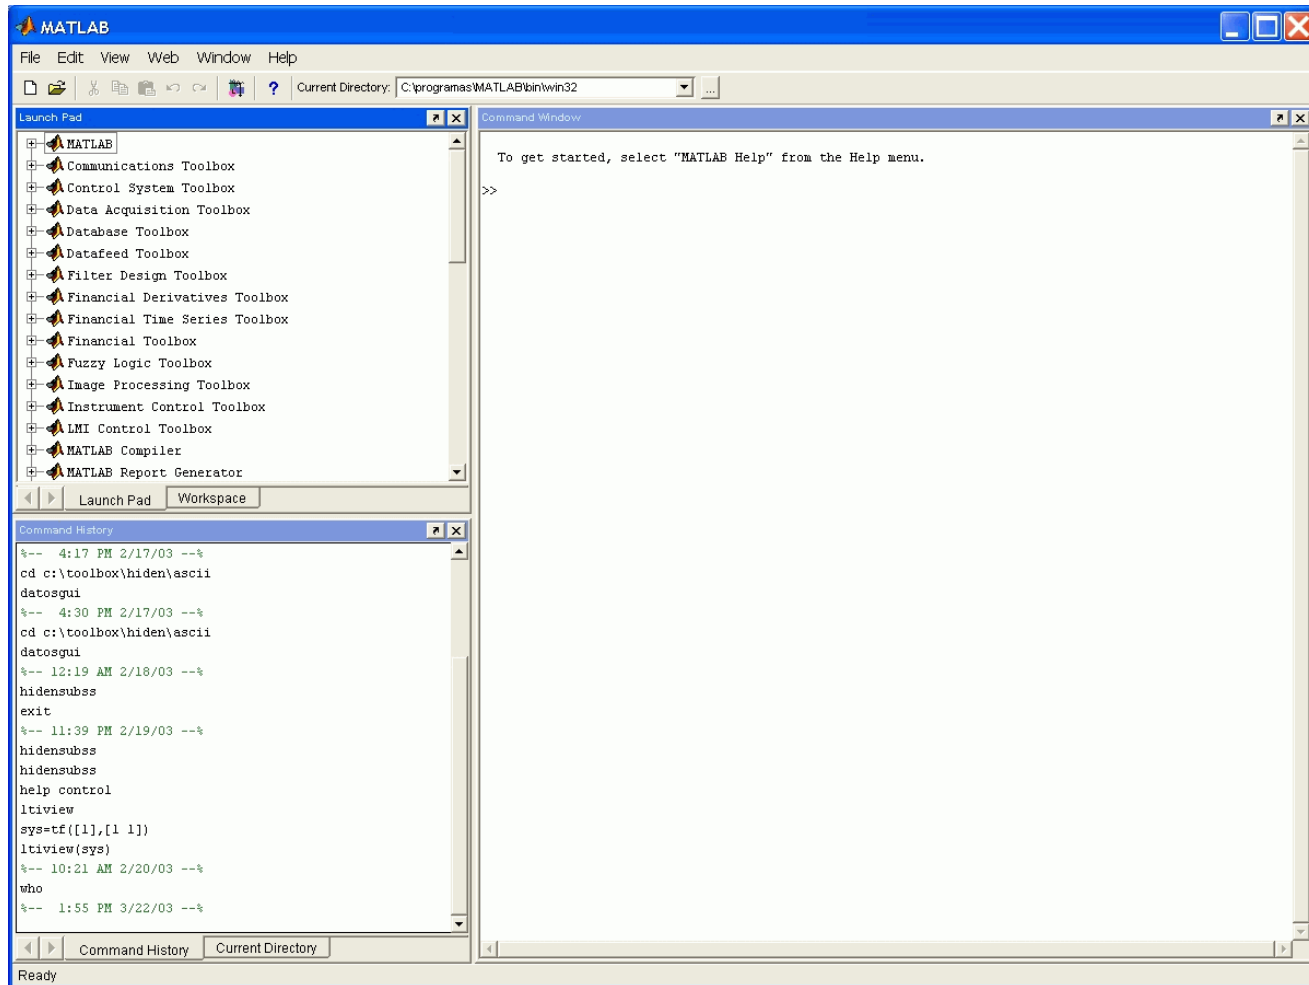 MATLAB
File Edit View Web Window Help
? Current Directory: C:\programas\MATLAB\bin\win32 ...
Launch Pad
MATLAB
Communications Toolbox
Control System Toolbox
Data Acquisition Toolbox
Database Toolbox
Datafeed Toolbox
Filter Design Toolbox
Financial Derivatives Toolbox
Financial Time Series Toolbox
Financial Toolbox
Fuzzy Logic Toolbox
Image Processing Toolbox
Instrument Control Toolbox
LMI Control Toolbox
MATLAB Compiler
MATLAB Report Generator
Launch Pad Workspace
Command History
%-- 4:17 PM 2/17/03 --%
cd c:\toolbox\hiden\ascii
datosgui
%-- 4:30 PM 2/17/03 --%
cd c:\toolbox\hiden\ascii
datosgui
%-- 12:19 AM 2/18/03 --%
hidensubss
exit
%-- 11:39 PM 2/19/03 --%
hidensubss
hidensubss
help control
ltiview
sys=tf([1],[1 1])
ltiview(sys)
%-- 10:21 AM 2/20/03 --%
who
%-- 1:55 PM 3/22/03 --%
Command History Current Directory
Command Window
To get started, select "MATLAB Help" from the Help menu.
>>
Ready